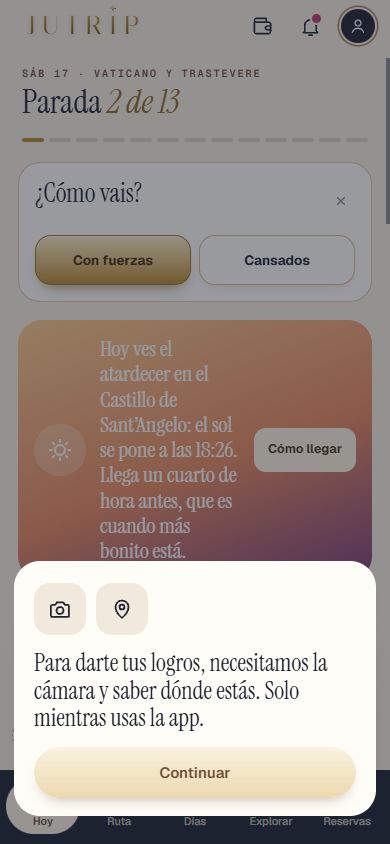 JUTRIP
SÁB 17 · VATICANO Y TRASTEVERE
Parada 2 de 13
¿Cómo vais?
×
Con fuerzas
Cansados
Hoy ves el
atardecer en el
Castillo de
Sant’Angelo: el sol
se pone a las 18:26.
Llega un cuarto de
hora antes, que es
cuando más
bonito está.
Cómo llegar
Para darte tus logros, necesitamos la
cámara y saber dónde estás. Solo
mientras usas la app.
Continuar
Hoy
Ruta
Días
Explorar
Reservas